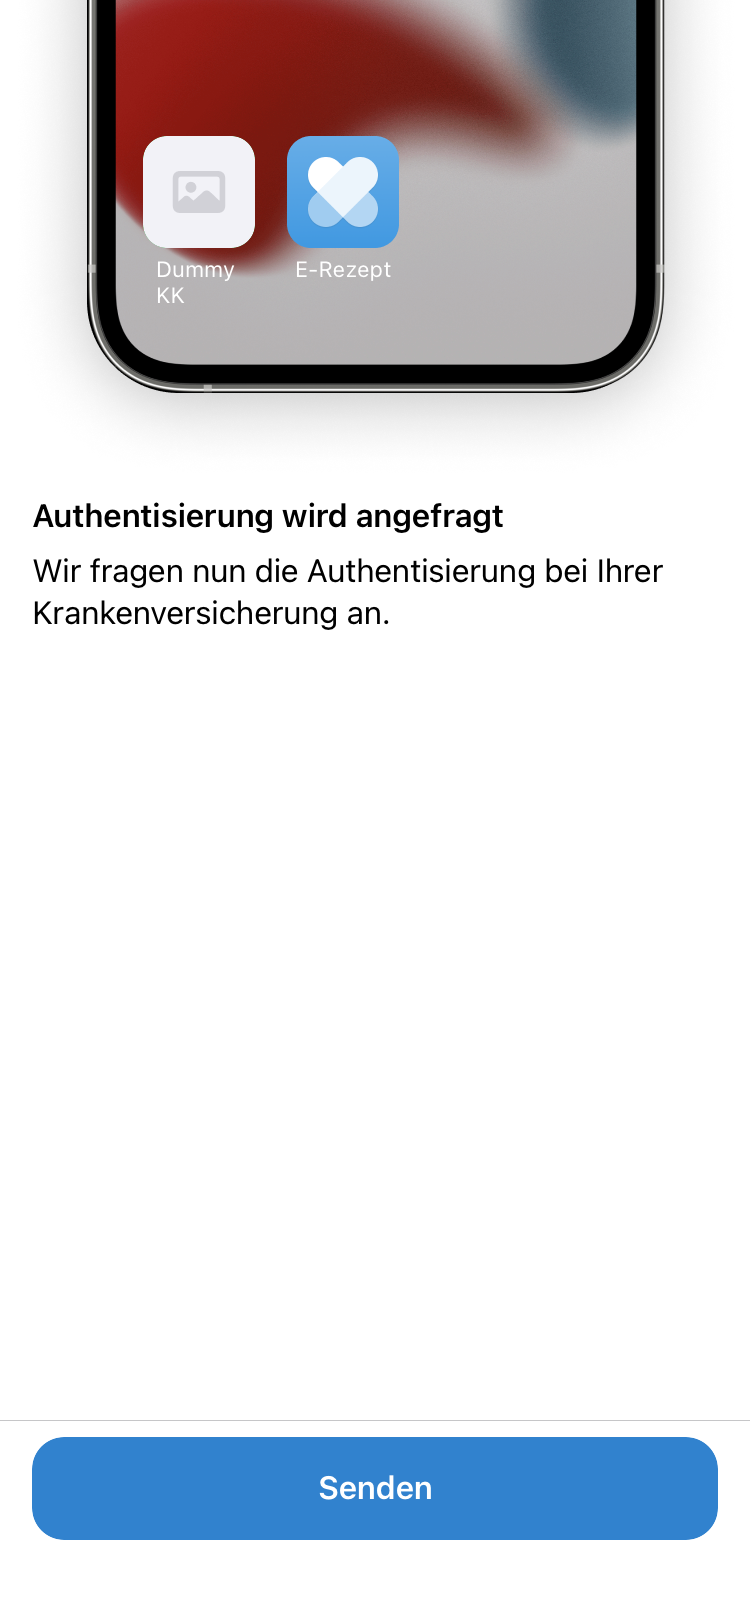 Dummy
KK
E-Rezept
Authentisierung wird angefragt
Wir fragen nun die Authentisierung bei Ihrer
Krankenversicherung an.
Senden